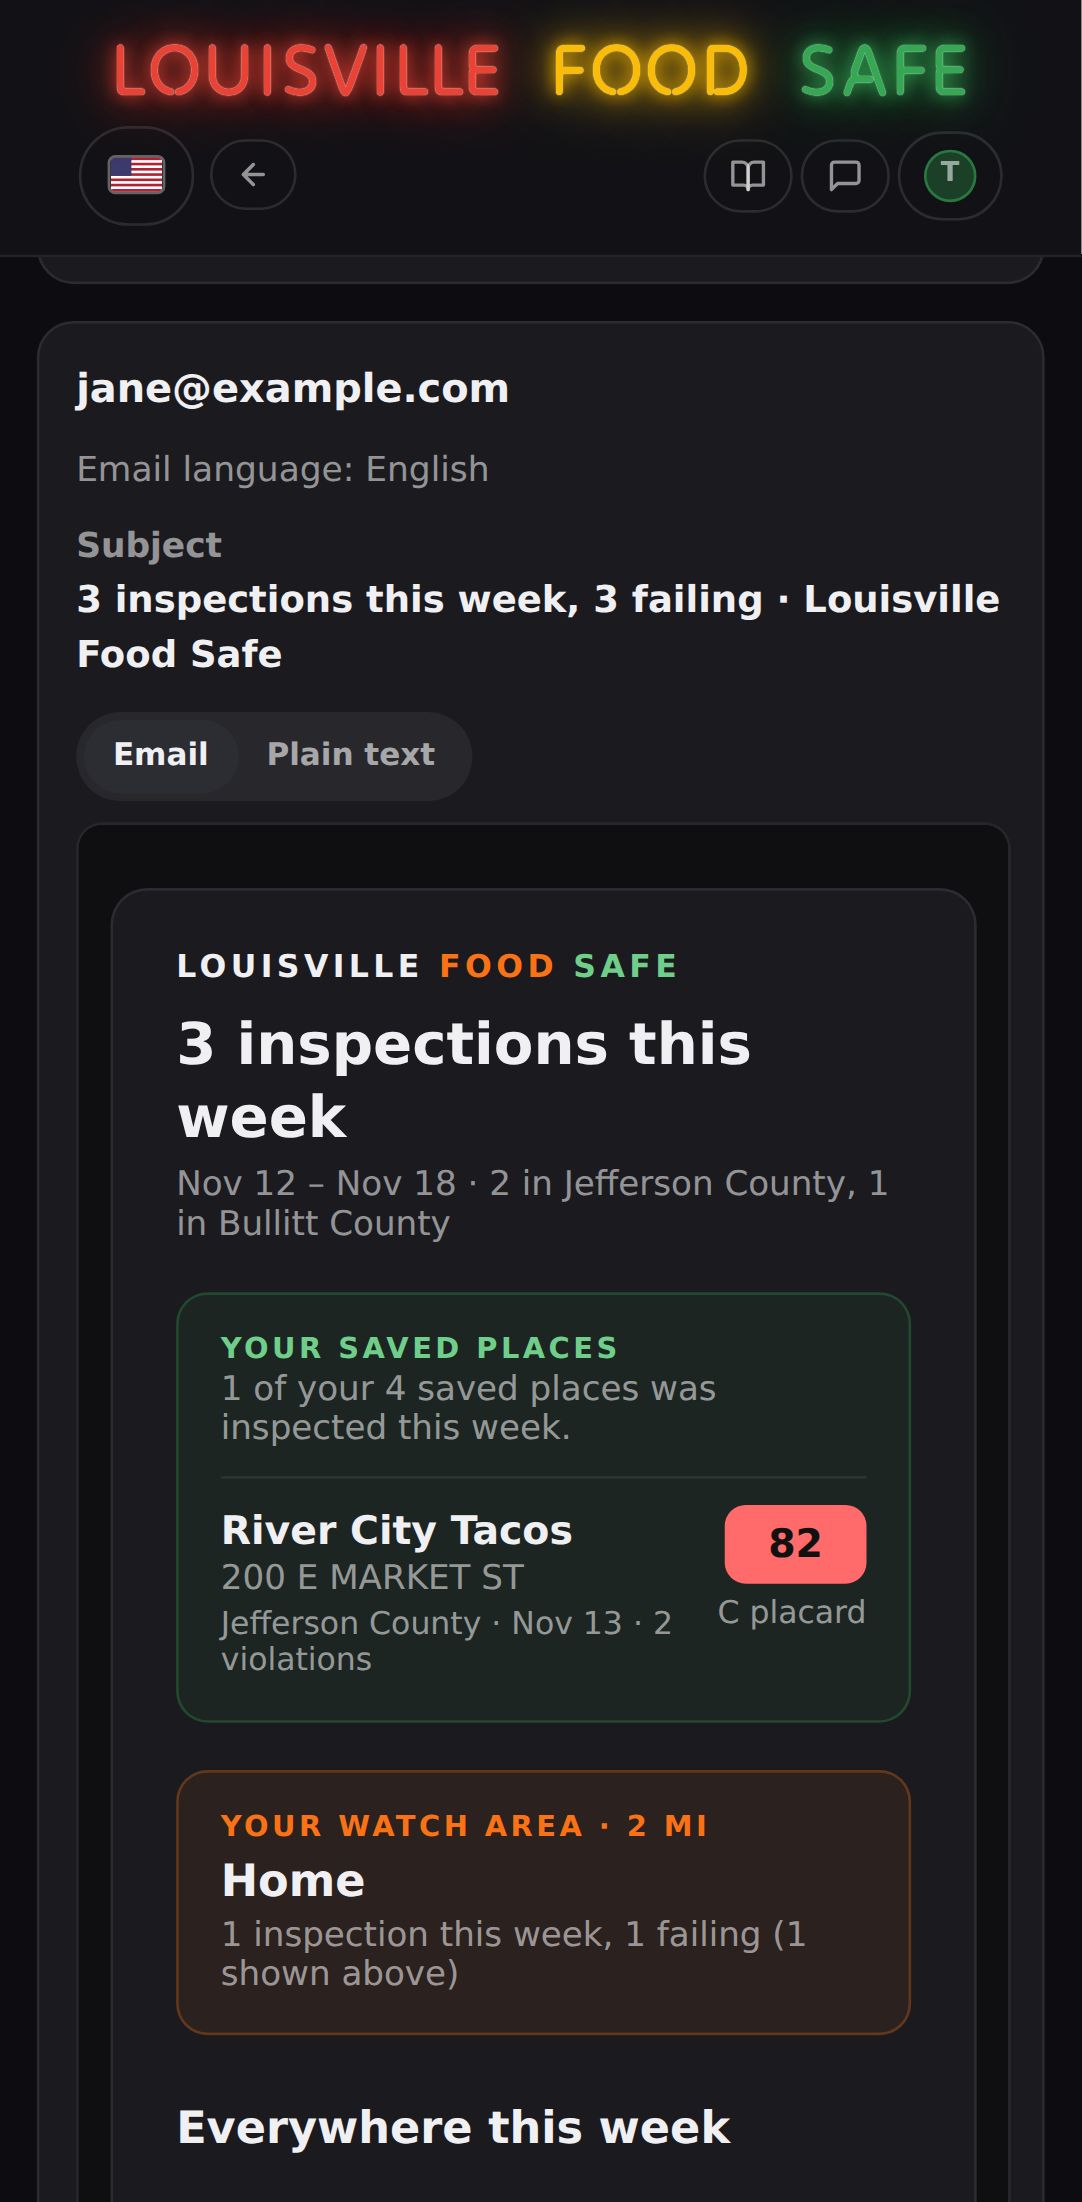 LOUISVILLE FOOD SAFE
T
jane@example.com
Email language: English
Subject
3 inspections this week, 3 failing · Louisville
Food Safe
Email Plain text
LOUISVILLE FOOD SAFE
3 inspections this
week
Nov 12 – Nov 18 · 2 in Jefferson County, 1
in Bullitt County
YOUR SAVED PLACES
1 of your 4 saved places was
inspected this week.
River City Tacos
82
200 E MARKET ST
C placard
Jefferson County · Nov 13 · 2
violations
YOUR WATCH AREA · 2 MI
Home
1 inspection this week, 1 failing (1
shown above)
Everywhere this week